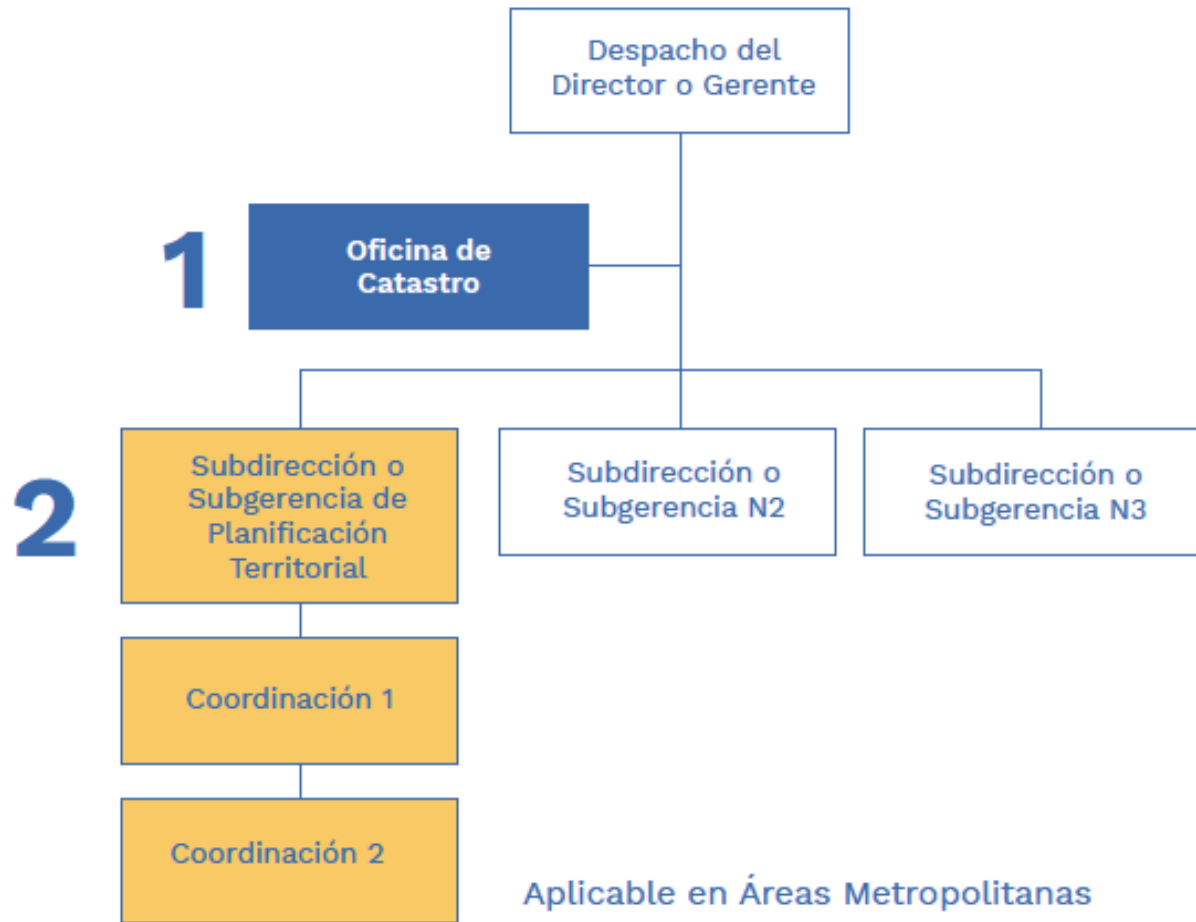 Despacho del
Director o Gerente
1
Oficina de
Catastro
2
Subdirección o
Subgerencia de
Planificación
Territorial
Subdirección o
Subgerencia N2
Subdirección o
Subgerencia N3
Coordinación 1
Coordinación 2
Aplicable en Áreas Metropolitanas